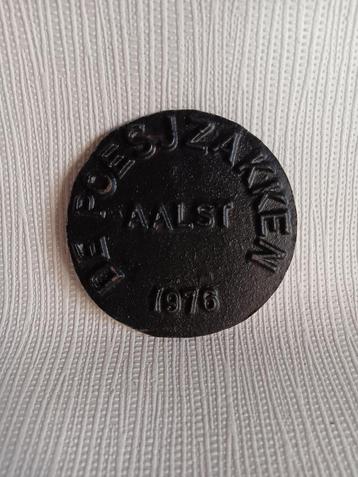 DE POESJZAKKEN
AALST
1976